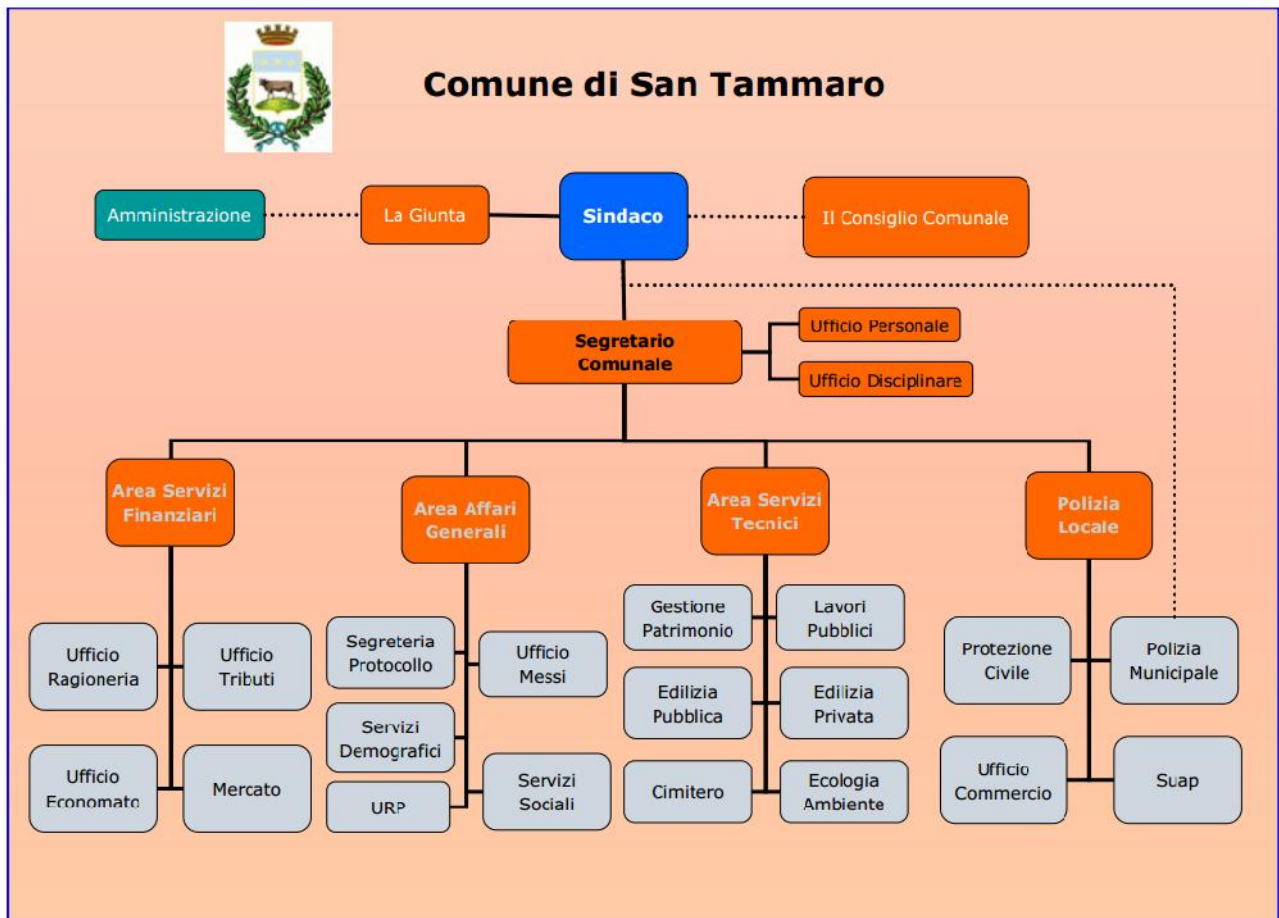 Comune di San Tammaro
Amministrazione
La Giunta
Sindaco
Il Consiglio Comunale
Segretario
Comunale
Ufficio Personale
Ufficio Disciplinare
Area Servizi
Finanziari
Area Affari
Generali
Area Servizi
Tecnici
Polizia
Locale
Ufficio
Ragioneria
Ufficio
Tributi
Ufficio
Economato
Mercato
Segreteria
Protocollo
Ufficio
Messi
Servizi
Demografici
URP
Servizi
Sociali
Gestione
Patrimonio
Lavori
Pubblici
Edilizia
Pubblica
Edilizia
Privata
Cimitero
Ecologia
Ambiente
Protezione
Civile
Polizia
Municipale
Ufficio
Commercio
Suap